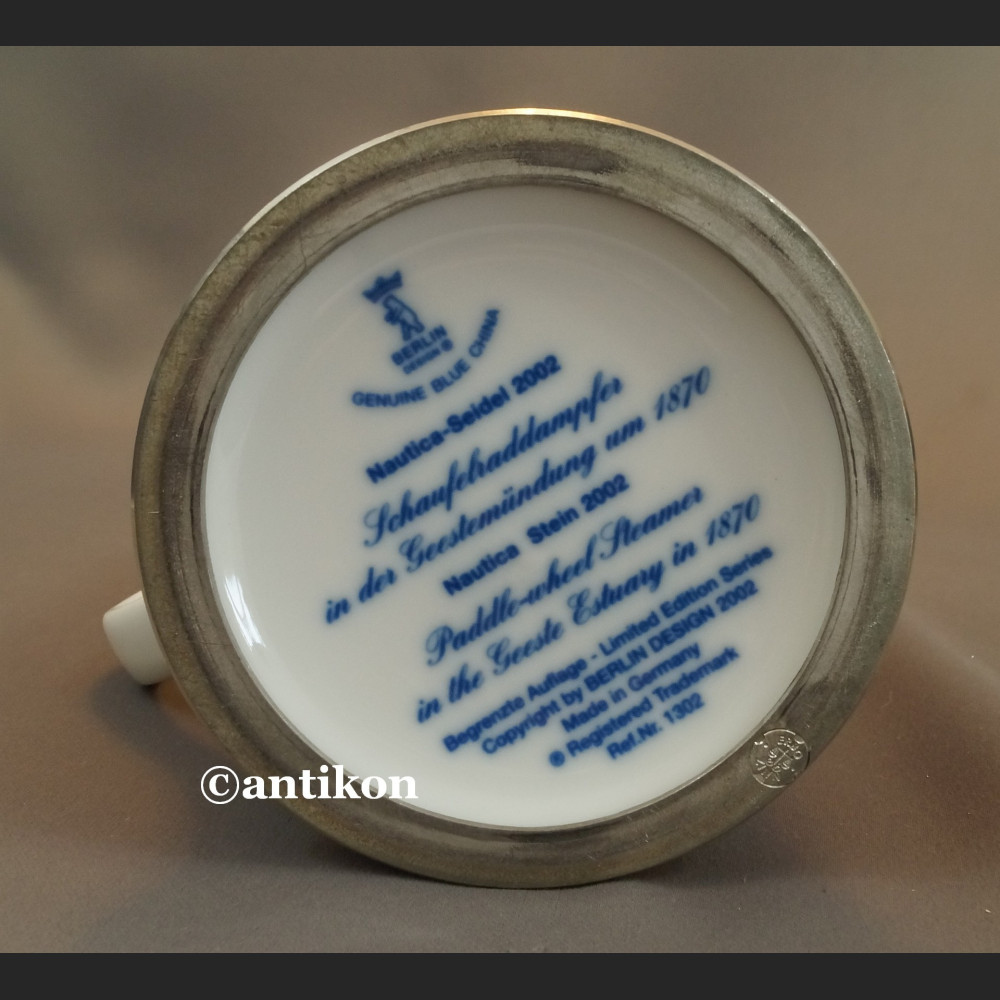 BERLIN
DESIGN ®
GENUINE BLUE CHINA
Nautica-Seidel 2002
Schaufelraddampfer
in der Geestemündung um 1870
Nautica Stein 2002
Paddle-wheel Steamer
in the Geeste Estuary in 1870
Begrenzte Auflage - Limited Edition Series
Copyright by BERLIN DESIGN 2002
Made in Germany
® Registered Trademark
Ref.Nr. 1302
©antikon